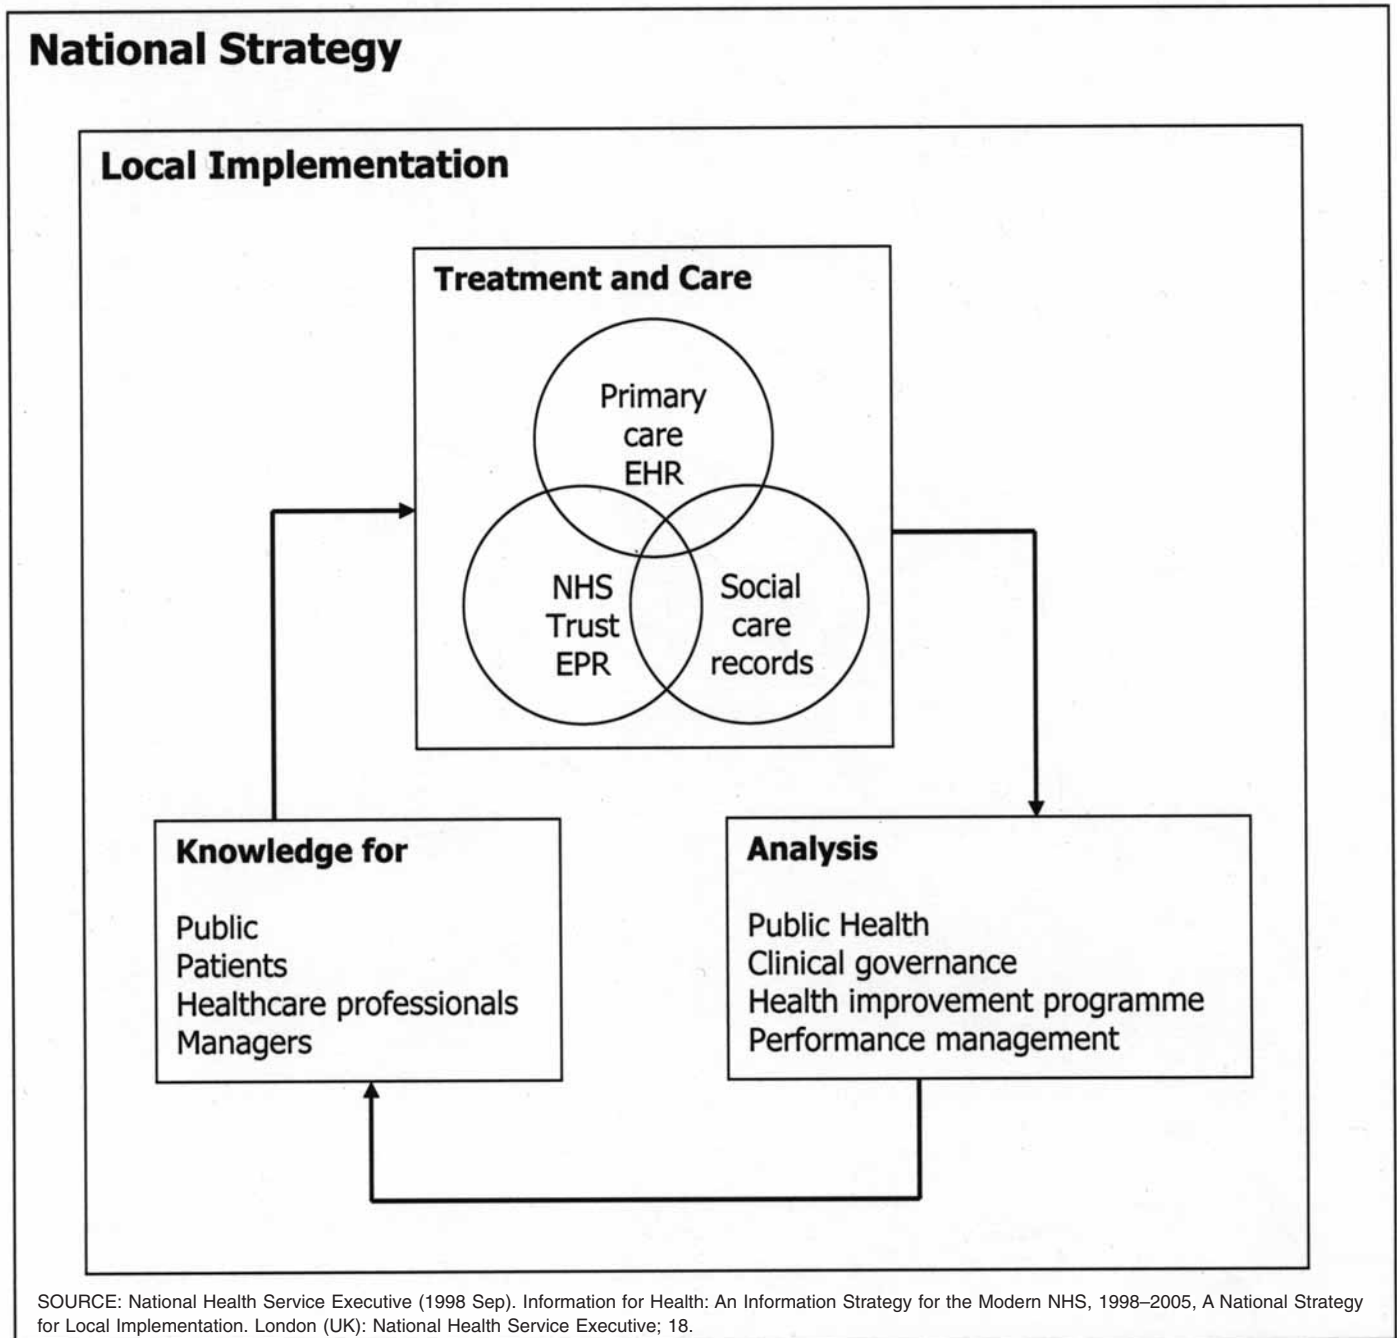 National Strategy
Local Implementation
Treatment and Care
Primary
care
EHR
NHS
Trust
EPR
Social
care
records
Knowledge for
Public
Patients
Healthcare professionals
Managers
Analysis
Public Health
Clinical governance
Health improvement programme
Performance management
SOURCE: National Health Service Executive (1998 Sep). Information for Health: An Information Strategy for the Modern NHS, 1998–2005, A National Strategy
for Local Implementation. London (UK): National Health Service Executive; 18.